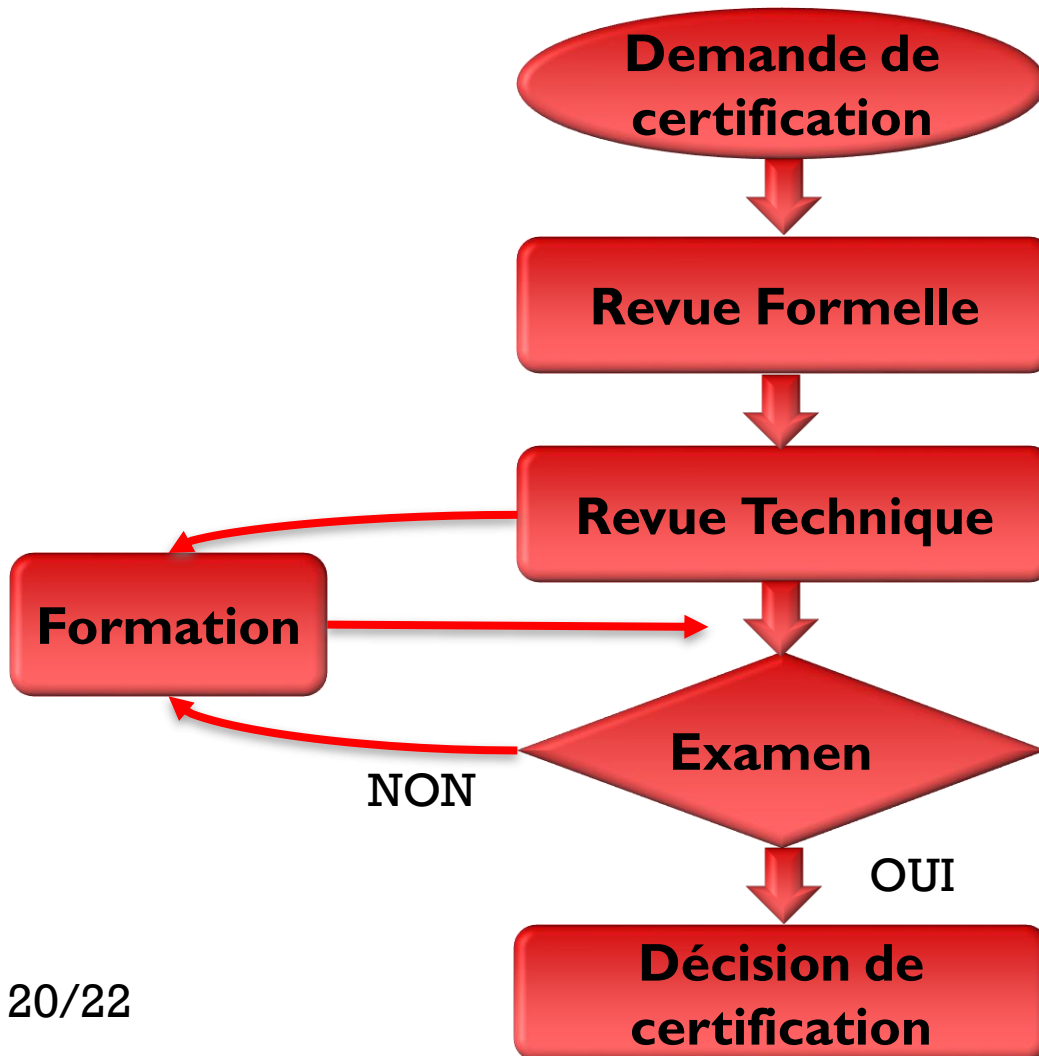 Demande de
certification
Revue Formelle
Revue Technique
Formation
Examen
NON
OUI
Décision de
certification
20/22